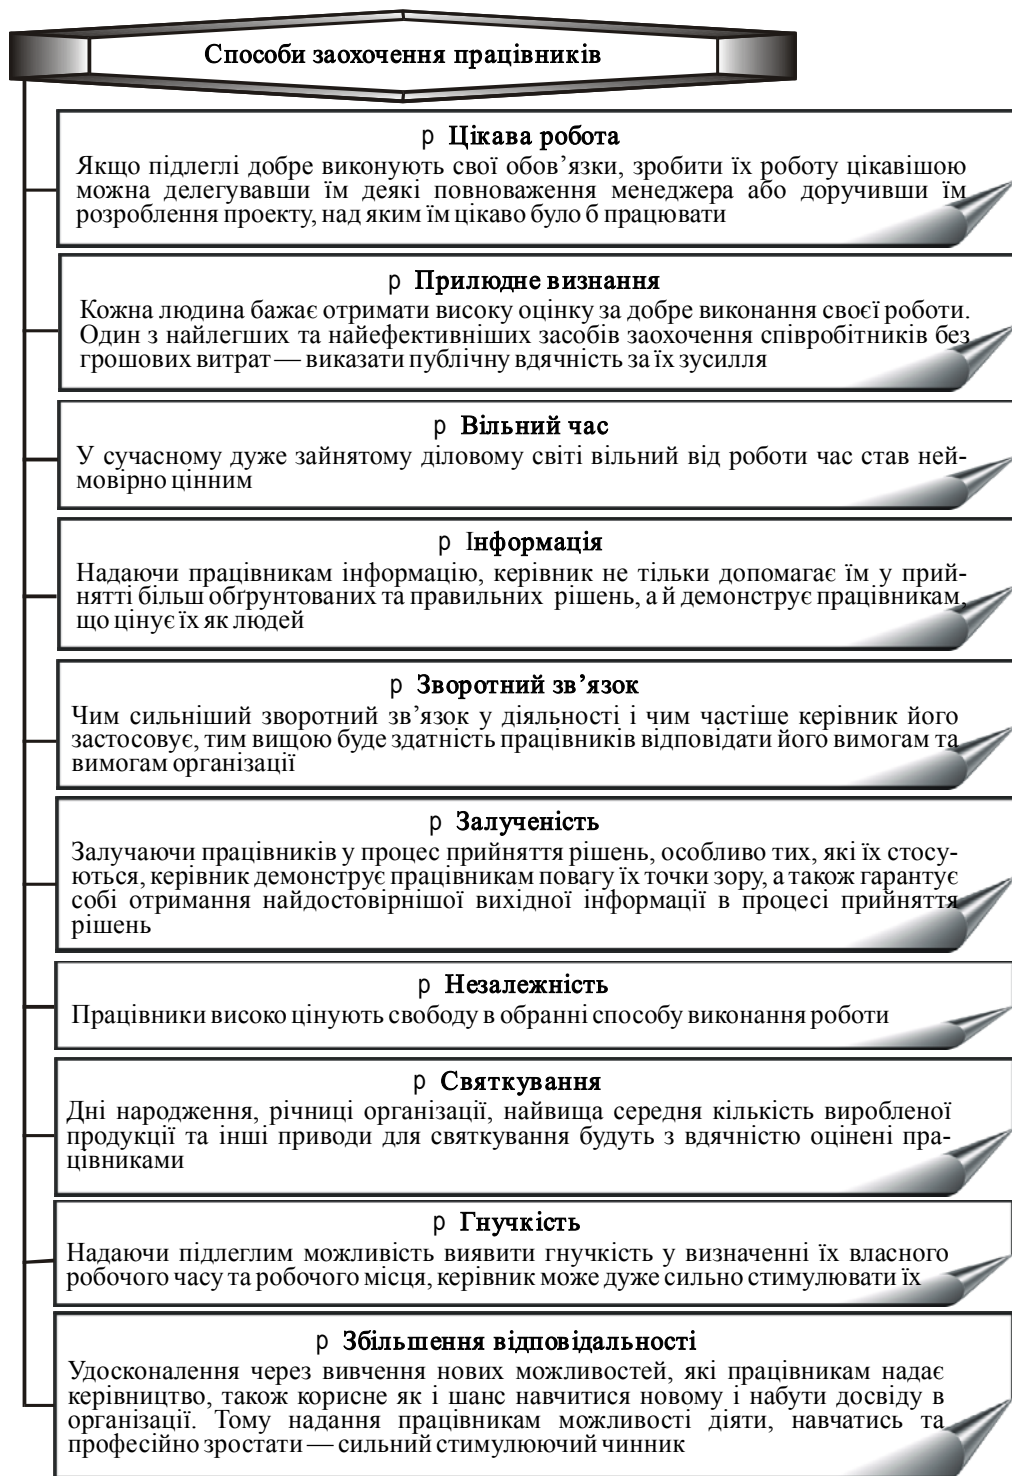 Способи заохочення працівників
p Цікава робота
Якщо підлеглі добре виконують свої обов’язки, зробити їх роботу цікавішою
можна делегувавши їм деякі повноваження менеджера або доручивши їм
розроблення проекту, над яким їм цікаво було б працювати
p Прилюдне визнання
Кожна людина бажає отримати високу оцінку за добре виконання своєї роботи.
Один з найлегших та найефективніших засобів заохочення співробітників без
грошових витрат — виказати публічну вдячність за їх зусилля
p Вільний час
У сучасному дуже зайнятому діловому світі вільний від роботи час став ней-
мовірно цінним
p Інформація
Надаючи працівникам інформацію, керівник не тільки допомагає їм у прий-
нятті більш обґрунтованих та правильних рішень, а й демонструє працівникам,
що цінує їх як людей
p Зворотний зв’язок
Чим сильніший зворотний зв’язок у діяльності і чим частіше керівник його
застосовує, тим вищою буде здатність працівників відповідати його вимогам та
вимогам організації
p Залученість
Залучаючи працівників у процес прийняття рішень, особливо тих, які їх стосу-
ються, керівник демонструє працівникам повагу їх точки зору, а також гарантує
собі отримання найдостовірнішої вихідної інформації в процесі прийняття
рішень
p Незалежність
Працівники високо цінують свободу в обранні способу виконання роботи
p Святкування
Дні народження, річниці організації, найвища середня кількість виробленої
продукції та інші приводи для святкування будуть з вдячністю оцінені пра-
цівниками
p Гнучкість
Надаючи підлеглим можливість виявити гнучкість у визначенні їх власного
робочого часу та робочого місця, керівник може дуже сильно стимулювати їх
p Збільшення відповідальності
Удосконалення через вивчення нових можливостей, які працівникам надає
керівництво, також корисне як і шанс навчитися новому і набути досвіду в
організації. Тому надання працівникам можливості діяти, навчатись та
професійно зростати — сильний стимулюючий чинник